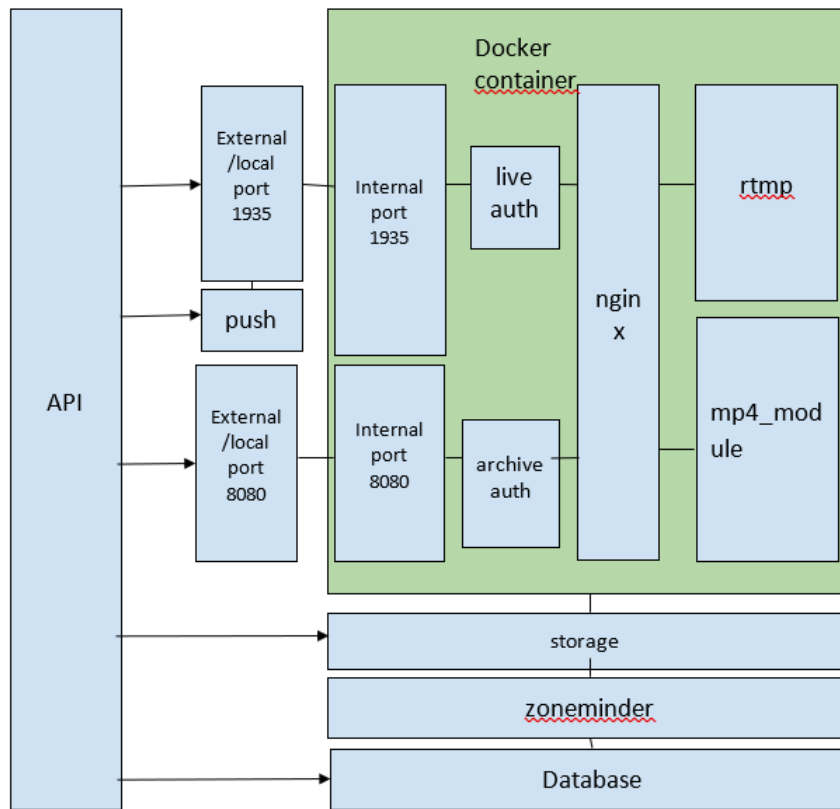 API
External
/local
port
1935
push
External
/local
port
8080
Docker
container
Internal
port
1935
live
auth
Internal
port
8080
archive
auth
ngin
x
rtmp
mp4_mod
ule
storage
zoneminder
Database